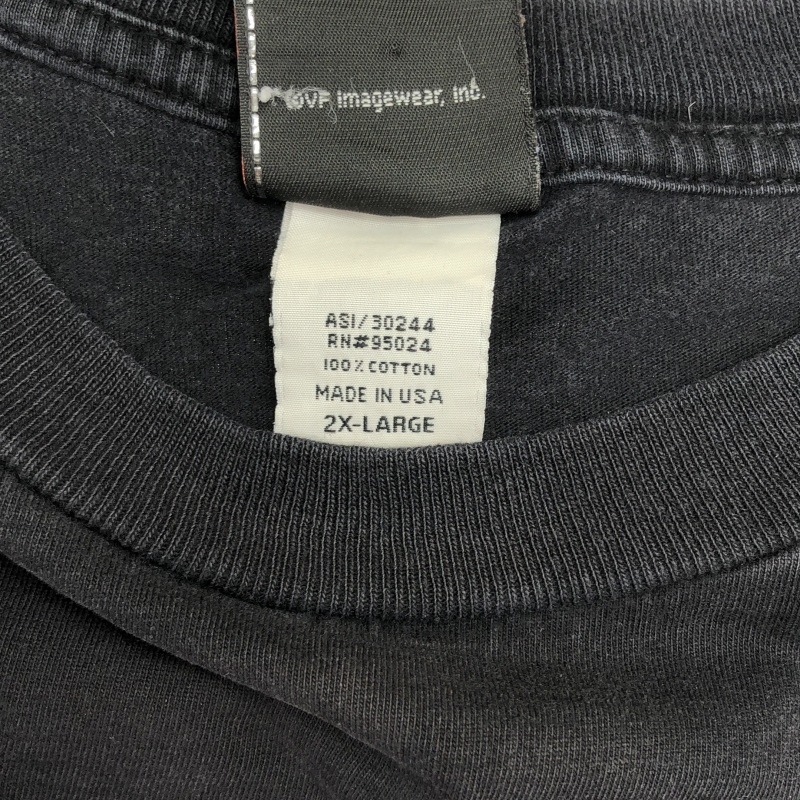 ©VF Imagewear, Inc.
ASI/30244
RN#95024
100% COTTON
MADE IN USA
2X-LARGE